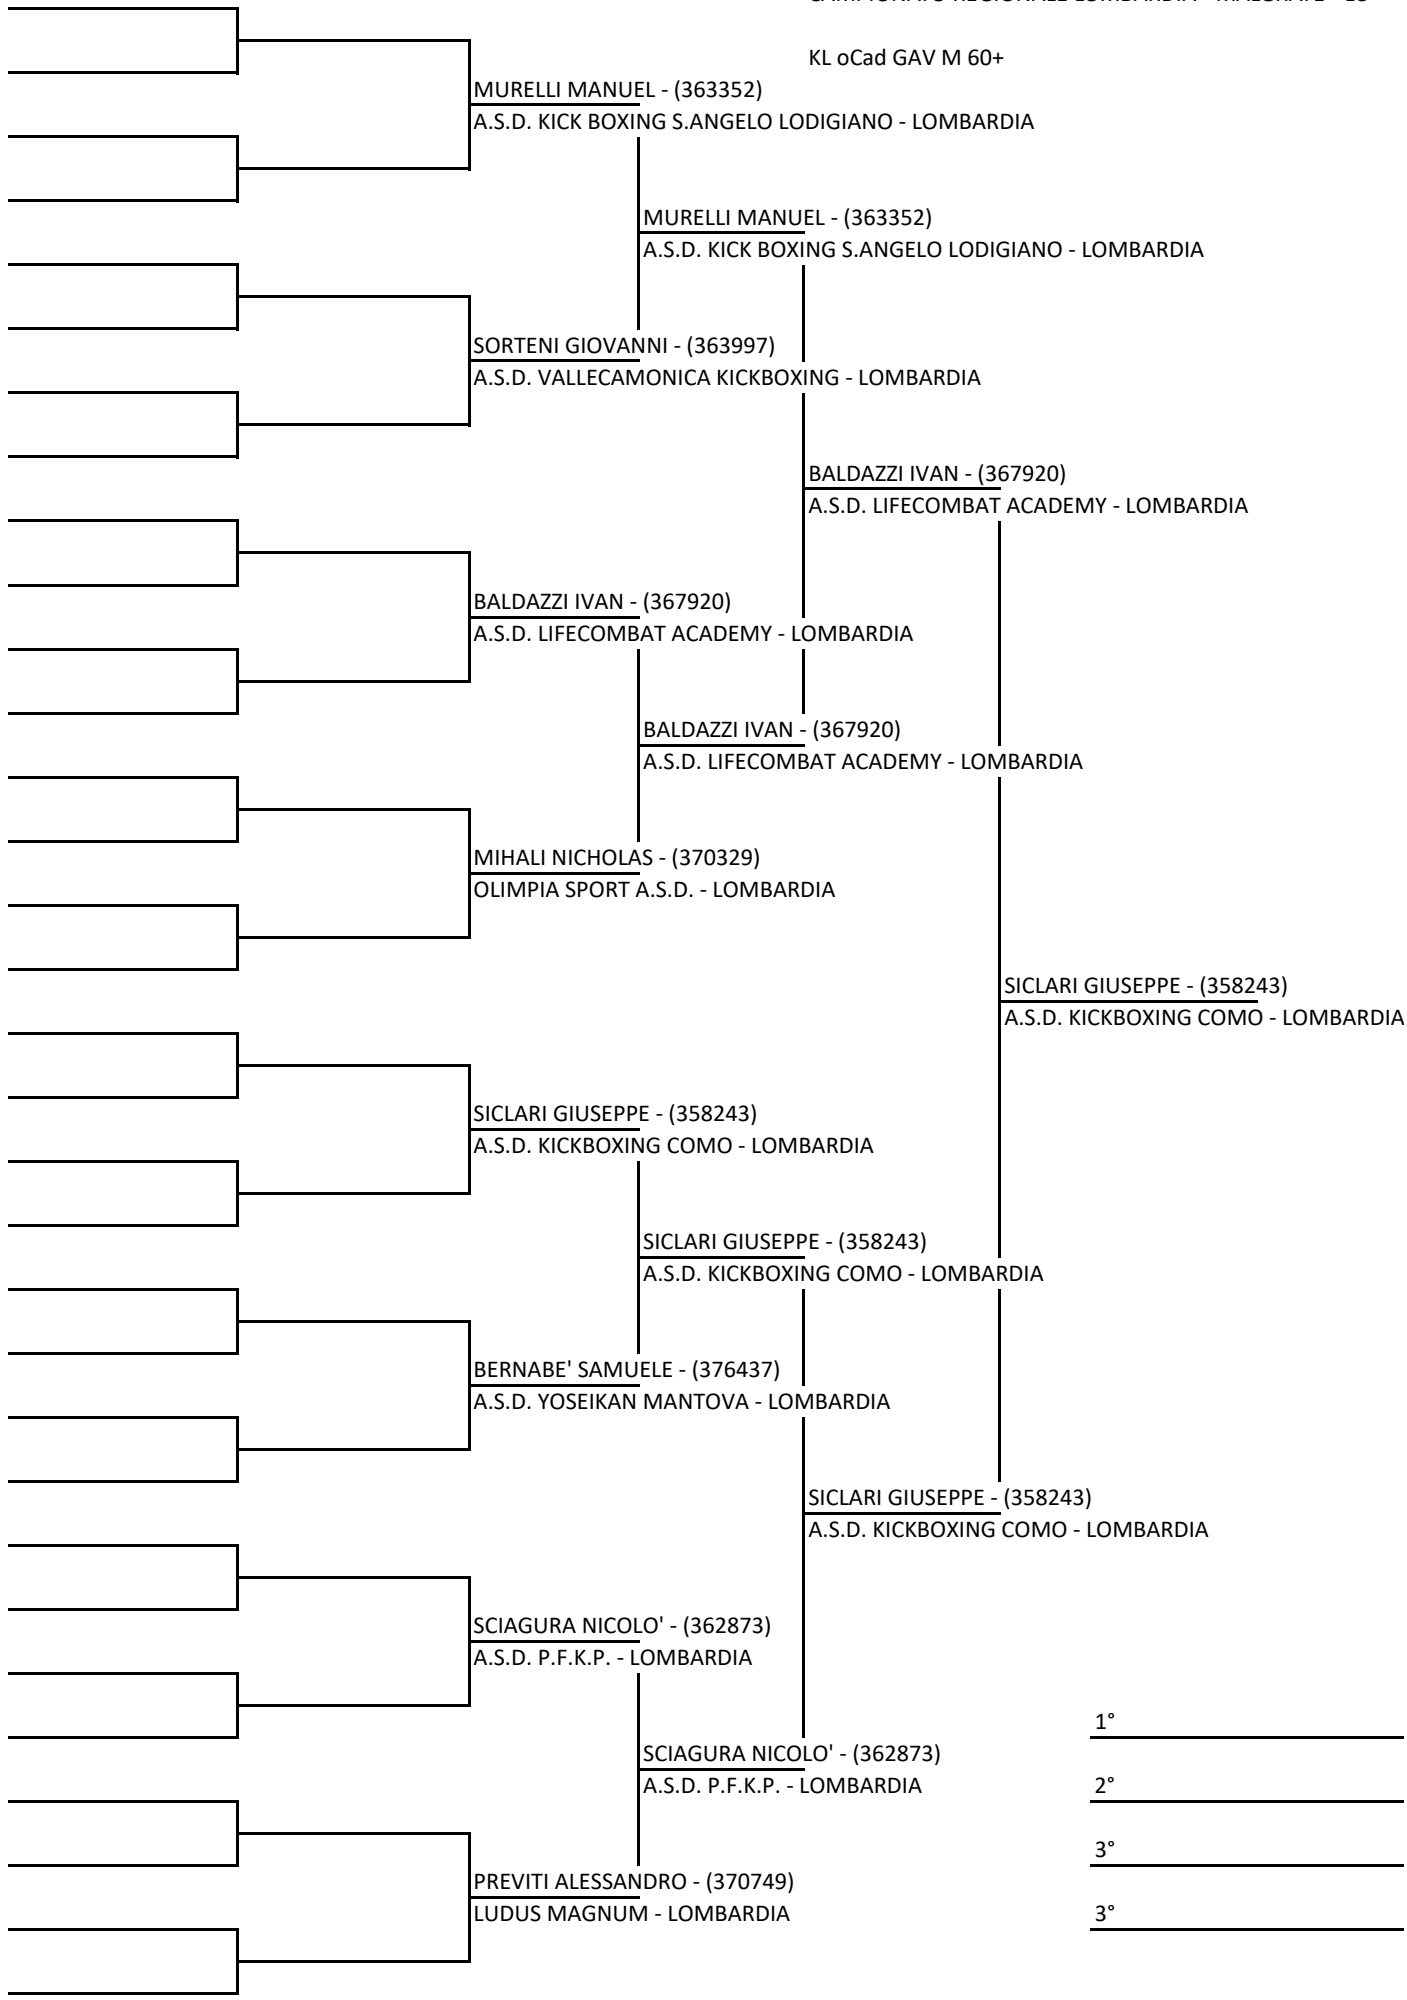 KL oCad GAV M 60+
MURELLI MANUEL - (363352)
A.S.D. KICK BOXING S.ANGELO LODIGIANO - LOMBARDIA
MURELLI MANUEL - (363352)
A.S.D. KICK BOXING S.ANGELO LODIGIANO - LOMBARDIA
SORTENI GIOVANNI - (363997)
A.S.D. VALLECAMONICA KICKBOXING - LOMBARDIA
BALDAZZI IVAN - (367920)
A.S.D. LIFECOMBAT ACADEMY - LOMBARDIA
BALDAZZI IVAN - (367920)
A.S.D. LIFECOMBAT ACADEMY - LOMBARDIA
BALDAZZI IVAN - (367920)
A.S.D. LIFECOMBAT ACADEMY - LOMBARDIA
MIHALI NICHOLAS - (370329)
OLIMPIA SPORT A.S.D. - LOMBARDIA
SICLARI GIUSEPPE - (358243)
A.S.D. KICKBOXING COMO - LOMBARDIA
SICLARI GIUSEPPE - (358243)
A.S.D. KICKBOXING COMO - LOMBARDIA
SICLARI GIUSEPPE - (358243)
A.S.D. KICKBOXING COMO - LOMBARDIA
BERNABE' SAMUELE - (376437)
A.S.D. YOSEIKAN MANTOVA - LOMBARDIA
SICLARI GIUSEPPE - (358243)
A.S.D. KICKBOXING COMO - LOMBARDIA
SCIAGURA NICOLO' - (362873)
A.S.D. P.F.K.P. - LOMBARDIA
1°
SCIAGURA NICOLO' - (362873)
A.S.D. P.F.K.P. - LOMBARDIA
2°
3°
PREVITI ALESSANDRO - (370749)
LUDUS MAGNUM - LOMBARDIA
3°